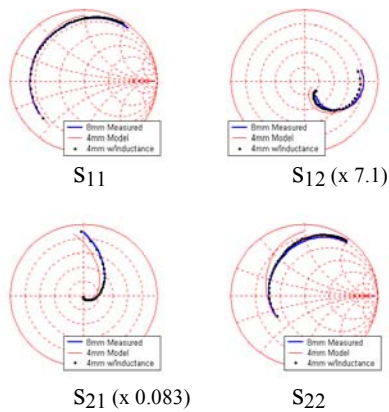 8mm Measured
4mm Model
4mm w/Inductance
S11
8mm Measured
4mm Model
4mm w/Inductance
S12 (x 7.1)
8mm Measured
4mm Model
4mm w/Inductance
S21 (x 0.083)
8mm Measured
4mm Model
4mm w/Inductance
S22